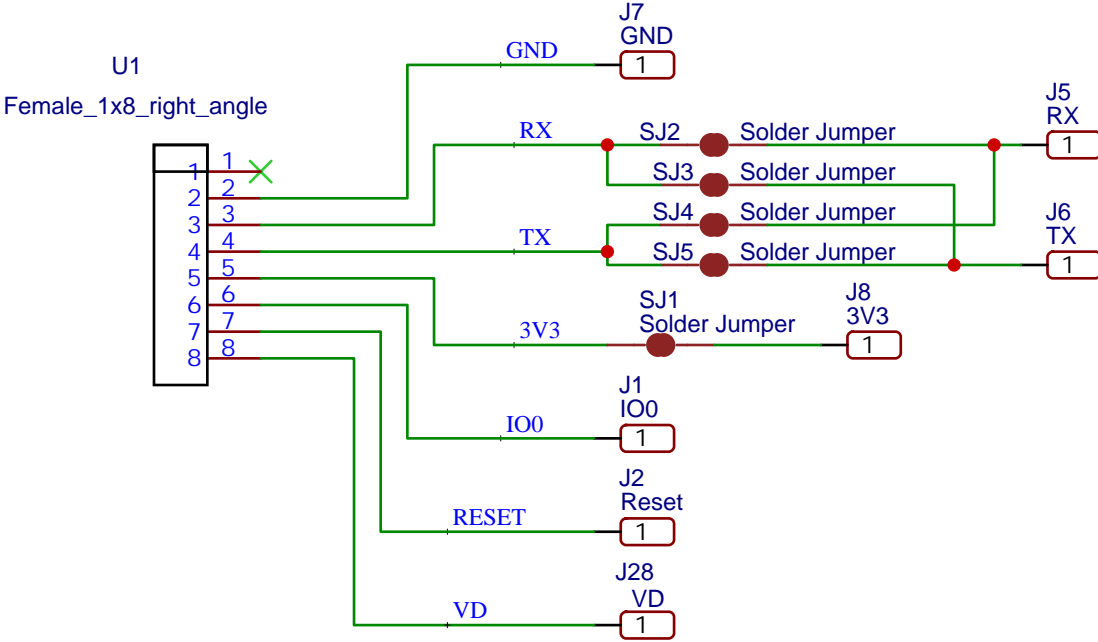 J7
GND
GND
1
U1
Female_1x8_right_angle
J5
RX
1
RX
SJ2 Solder Jumper
SJ3 Solder Jumper
SJ4 Solder Jumper
SJ5 Solder Jumper
TX
J6
TX
1
1 1
2 2
3 3
4 4
5 5
6 6
7 7
8 8
SJ1
Solder Jumper
3V3
J8
3V3
1
J1
IO0
IO0
1
J2
Reset
RESET
1
J28
VD
VD
1